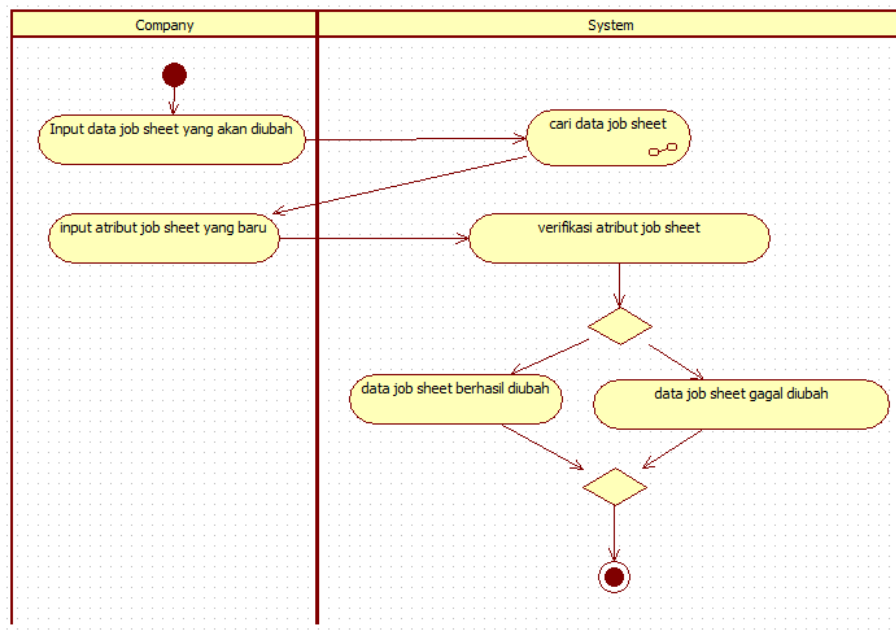 Company
System
Input data job sheet yang akan diubah
cari data job sheet
input atribut job sheet yang baru
verifikasi atribut job sheet
data job sheet berhasil diubah
data job sheet gagal diubah